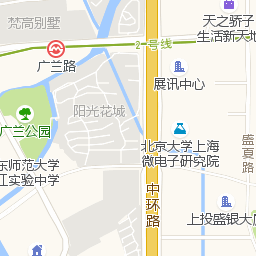 梵高别墅
天之骄子
生活新天地
2号线
广兰路
展讯中心
阳光花城
广兰公园
北京大学上海
微电子研究院
盛夏路
东师范大学
江实验中学
中环路
上投盛银大厦